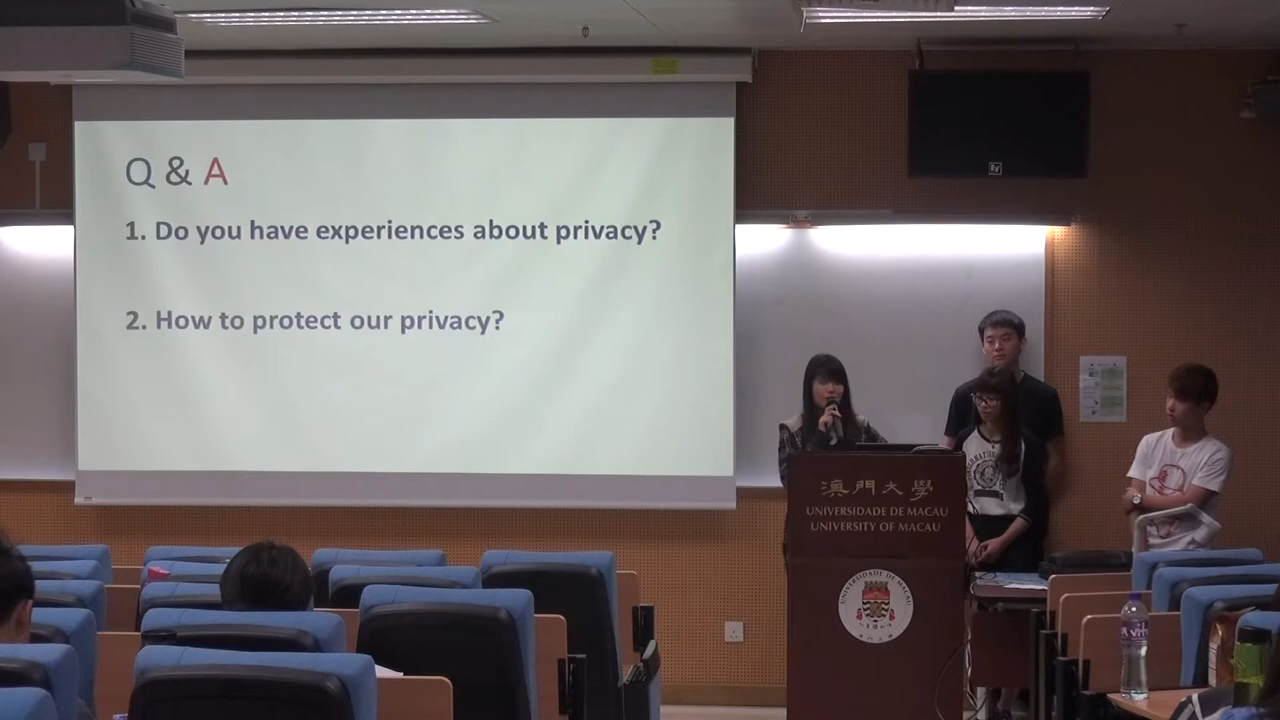 Q & A
1. Do you have experiences about privacy?
2. How to protect our privacy?
澳門大學
UNIVERSIDADE DE MACAU
UNIVERSITY OF MACAU